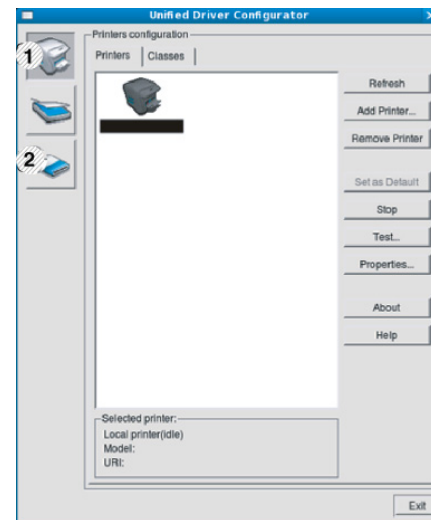 Unified Driver Configurator
1
2
Printers configuration
Printers
Classes
Refresh
Add Printer...
Remove Printer
Set as Default
Stop
Test...
Properties...
About
Help
Selected printer:
Local printer(idle)
Model:
URI:
Exit